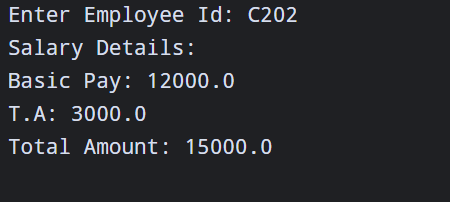 Enter Employee Id: C202
Salary Details:
Basic Pay: 12000.0
T.A: 3000.0
Total Amount: 15000.0